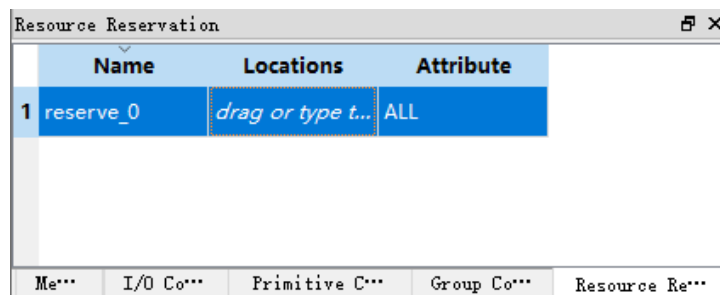 Resource Reservation
Name Locations Attribute
1 reserve_0 drag or type t... ALL
Me··· I/O Co··· Primitive C··· Group Co··· Resource Re···